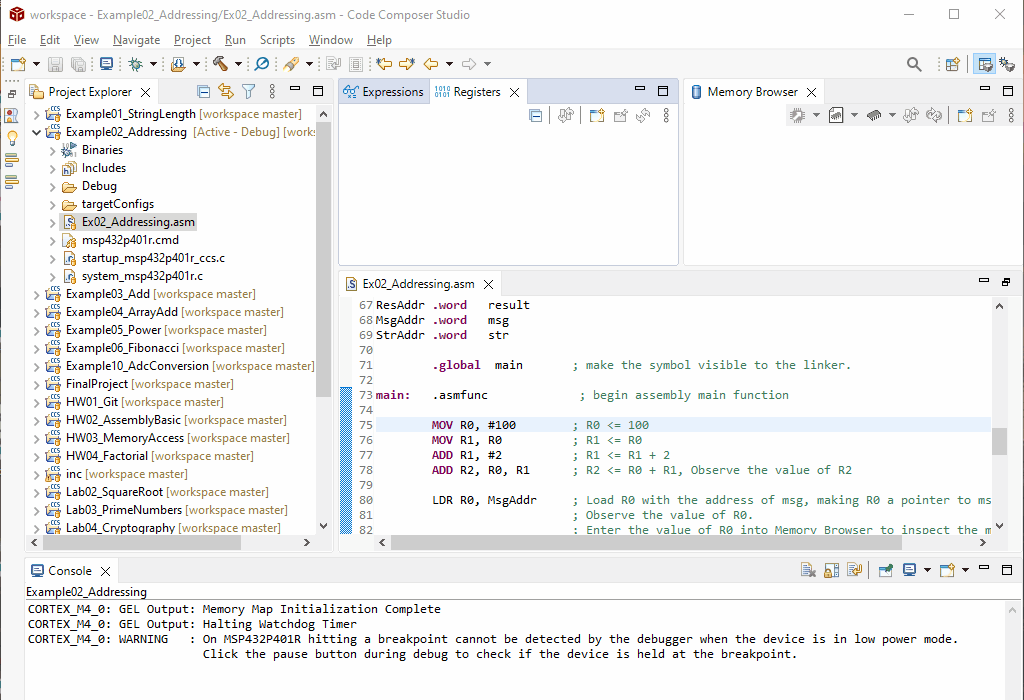 workspace - Example02_Addressing/Ex02_Addressing.asm - Code Composer Studio
File Edit View Navigate Project Run Scripts Window Help
Project Explorer
Example01_StringLength [workspace master]
Example02_Addressing [Active - Debug] [works
Binaries
Includes
Debug
targetConfigs
Ex02_Addressing.asm
msp432p401r.cmd
startup_msp432p401r_ccs.c
system_msp432p401r.c
Example03_Add [workspace master]
Example04_ArrayAdd [workspace master]
Example05_Power [workspace master]
Example06_Fibonacci [workspace master]
Example10_AdcConversion [workspace master]
FinalProject [workspace master]
HW01_Git [workspace master]
HW02_AssemblyBasic [workspace master]
HW03_MemoryAccess [workspace master]
HW04_Factorial [workspace master]
inc [workspace master]
Lab02_SquareRoot [workspace master]
Lab03_PrimeNumbers [workspace master]
Lab04_Cryptography [workspace master]
Expressions Registers
Memory Browser
Ex02_Addressing.asm
67 ResAddr .word result
68 MsgAddr .word msg
69 StrAddr .word str
70
71 .global main ; make the symbol visible to the linker.
72
73 main: .asmfunc ; begin assembly main function
74
75 MOV R0, #100 ; R0 <= 100
76 MOV R1, R0 ; R1 <= R0
77 ADD R1, #2 ; R1 <= R1 + 2
78 ADD R2, R0, R1 ; R2 <= R0 + R1, Observe the value of R2
79
80 LDR R0, MsgAddr ; Load R0 with the address of msg, making R0 a pointer to ms
81 ; Observe the value of R0.
82 ; Enter the value of R0 into Memory Browser to inspect the m
Console
Example02_Addressing
CORTEX_M4_0: GEL Output: Memory Map Initialization Complete
CORTEX_M4_0: GEL Output: Halting Watchdog Timer
CORTEX_M4_0: WARNING : On MSP432P401R hitting a breakpoint cannot be detected by the debugger when the device is in low power mode.
Click the pause button during debug to check if the device is held at the breakpoint.